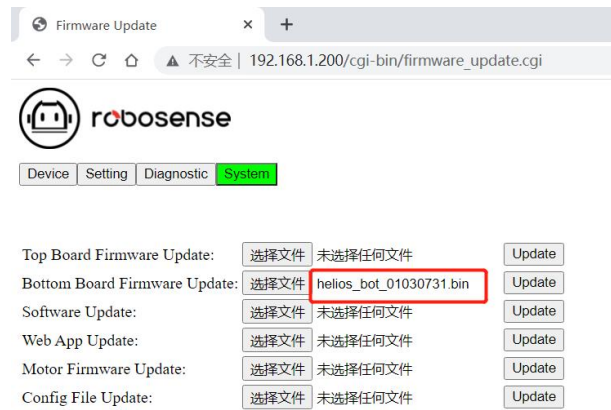 Firmware Update
不安全 | 192.168.1.200/cgi-bin/firmware_update.cgi
robosense
Device Setting Diagnostic System
Top Board Firmware Update: 选择文件 未选择任何文件 Update
Bottom Board Firmware Update: 选择文件 helios_bot_01030731.bin Update
Software Update: 选择文件 未选择任何文件 Update
Web App Update: 选择文件 未选择任何文件 Update
Motor Firmware Update: 选择文件 未选择任何文件 Update
Config File Update: 选择文件 未选择任何文件 Update